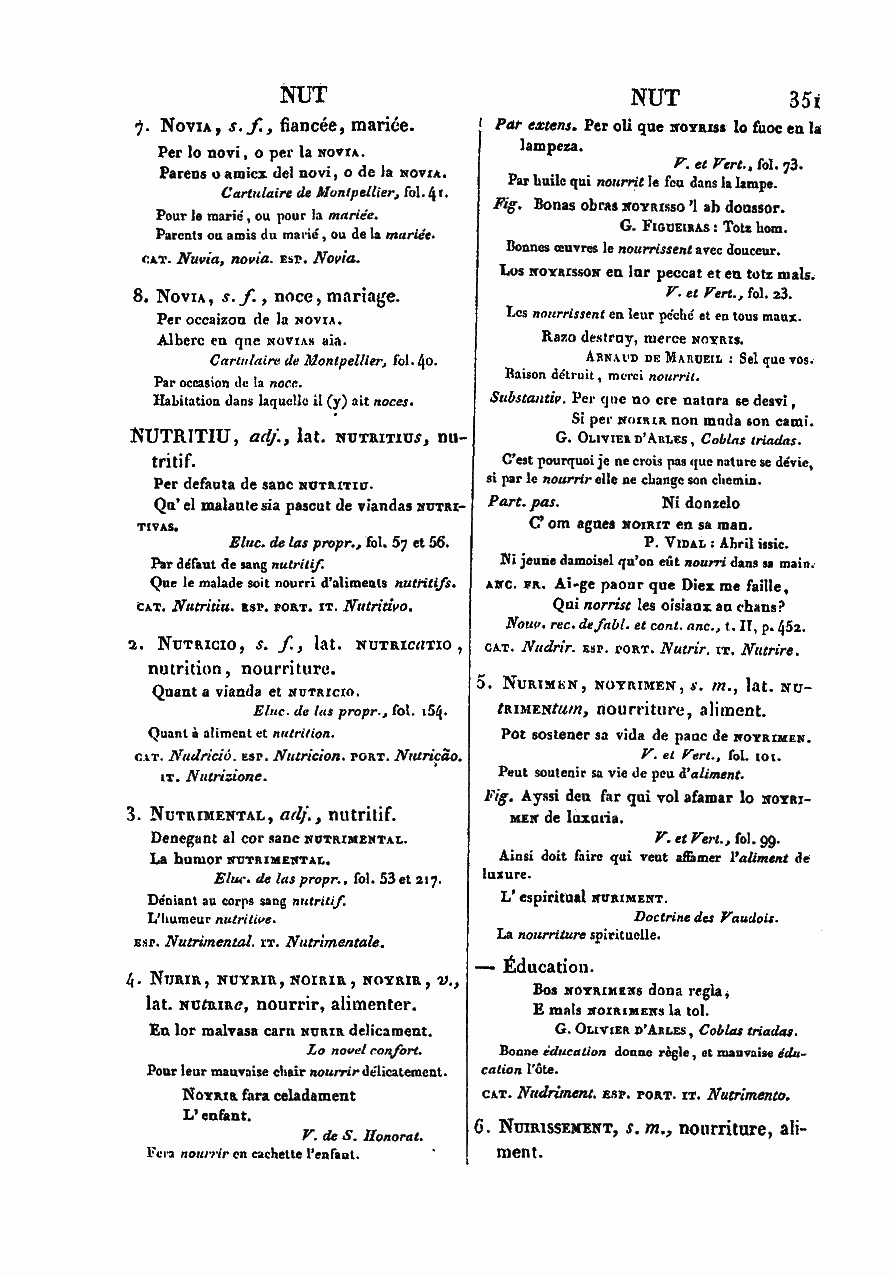 NUT
NUT 351
7. Novia, s. f., fiancée, mariée.
Per lo novi, o per la novia.
Parens o amicx del novi, o de la novia.
Cartulaire de Montpellier, fol. 41.
Pour le marié, ou pour la mariée.
Parents ou amis du marié, ou de la mariée.
cat. Nuvia, novia. esp. Novia.
8. Novia, s. f., noce, mariage.
Per occaizon de la novia.
Alberc en que novias aia.
Cartulaire de Montpellier, fol. 40.
Par occasion de la noce.
Habitation dans laquelle il (y) ait noces.
NUTRITIU, adj., lat. nutritius, nu-
tritif.
Per defauta de sanc nutritiu.
Qu'el malaute sia pascut de viandas nutri-
tivas.
Eluc. de las propr., fol. 57 et 56.
Par défaut de sang nutritif.
Que le malade soit nourri d'aliments nutritifs.
cat. Nutritiu. esp. port. it. Nutritivo.
2. Nutricio, s. f., lat. nutricatio,
nutrition, nourriture.
Quant a vianda et nutricio.
Eluc. de las propr., fol. 154.
Quant à aliment et nutrition.
cat. Nudrició. esp. Nutricion. port. Nutrição.
it. Nutrizione.
3. Nutrimental, adj., nutritif.
Denegant al cor sanc nutrimental.
La humor nutrimental.
Eluc. de las propr., fol. 53 et 217.
Déniant au corps sang nutritif.
L'humeur nutritive.
esp. Nutrimental. it. Nutrimentale.
4. Nurir, nuyrir, noirir, noyrir, v.,
lat. nutrire, nourrir, alimenter.
En lor malvasa carn nurir delicament.
Lo novel confort.
Pour leur mauvaise chair nourrir délicatement.
Noyrir fara celadament
L'enfant.
V. de S. Honorat.
Fera nourrir en cachette l'enfant.
Par extens. Per oli que noyriss lo fuoc en la
lampeza.
V. et Vert., fol. 73.
Par huile qui nourrit le feu dans la lampe.
Fig. Bonas obras noyrisso'l ab doussor.
G. Figueiras: Totz hom.
Bonnes œuvres le nourrissent avec douceur.
Los noyrisson en lur peccat et en totz mals.
V. et Vert., fol. 23.
Les nourrissent en leur péché et en tous maux.
Razo destruy, merce noyris.
Arnaud de Marueil : Sel que vos.
Raison détruit, merci nourrit.
Substantiv. Per que no cre natura se desvi,
Si per noirir non muda son cami.
G. Olivier d'Arles, Coblas triadas.
C'est pourquoi je ne crois pas que nature se dévie,
si par le nourrir elle ne change son chemin.
Part. pas. Ni donzelo
C'om agues noirit en sa man.
P. Vidal : Abril issic.
Ni jeune damoisel qu'on eût nourri dans sa main.
anc. fr. Ai-ge paour que Diex me faille,
Qui norrist les oisiaux au chans?
Nouv. rec. de fabl. et cont. anc., t. II, p. 452.
cat. Nudrir. esp. port. Nutrir. it. Nutrire.
5. Nurimen, noyrimen, s. m., lat. nu-
trimentum, nourriture, aliment.
Pot sostener sa vida de pauc de noyrimen.
V. et Vert., fol. 101.
Peut soutenir sa vie de peu d'aliment.
Fig. Ayssi deu far qui vol afamar lo noyri-
men de luxuria.
V. et Vert., fol. 99.
Ainsi doit faire qui veut affamer l'aliment de
luxure.
L'espiritual nuriment.
Doctrine des Vaudois.
La nourriture spirituelle.
— Éducation.
Bos noyrimens dona regla,
E mals noirimens la tol.
G. Olivier d'Arles, Coblas triadas.
Bonne éducation donne règle, et mauvaise édu-
cation l'ôte.
cat. Nudriment. esp. port. it. Nutrimento.
6. Nuirissement, s. m., nourriture, ali-
ment.